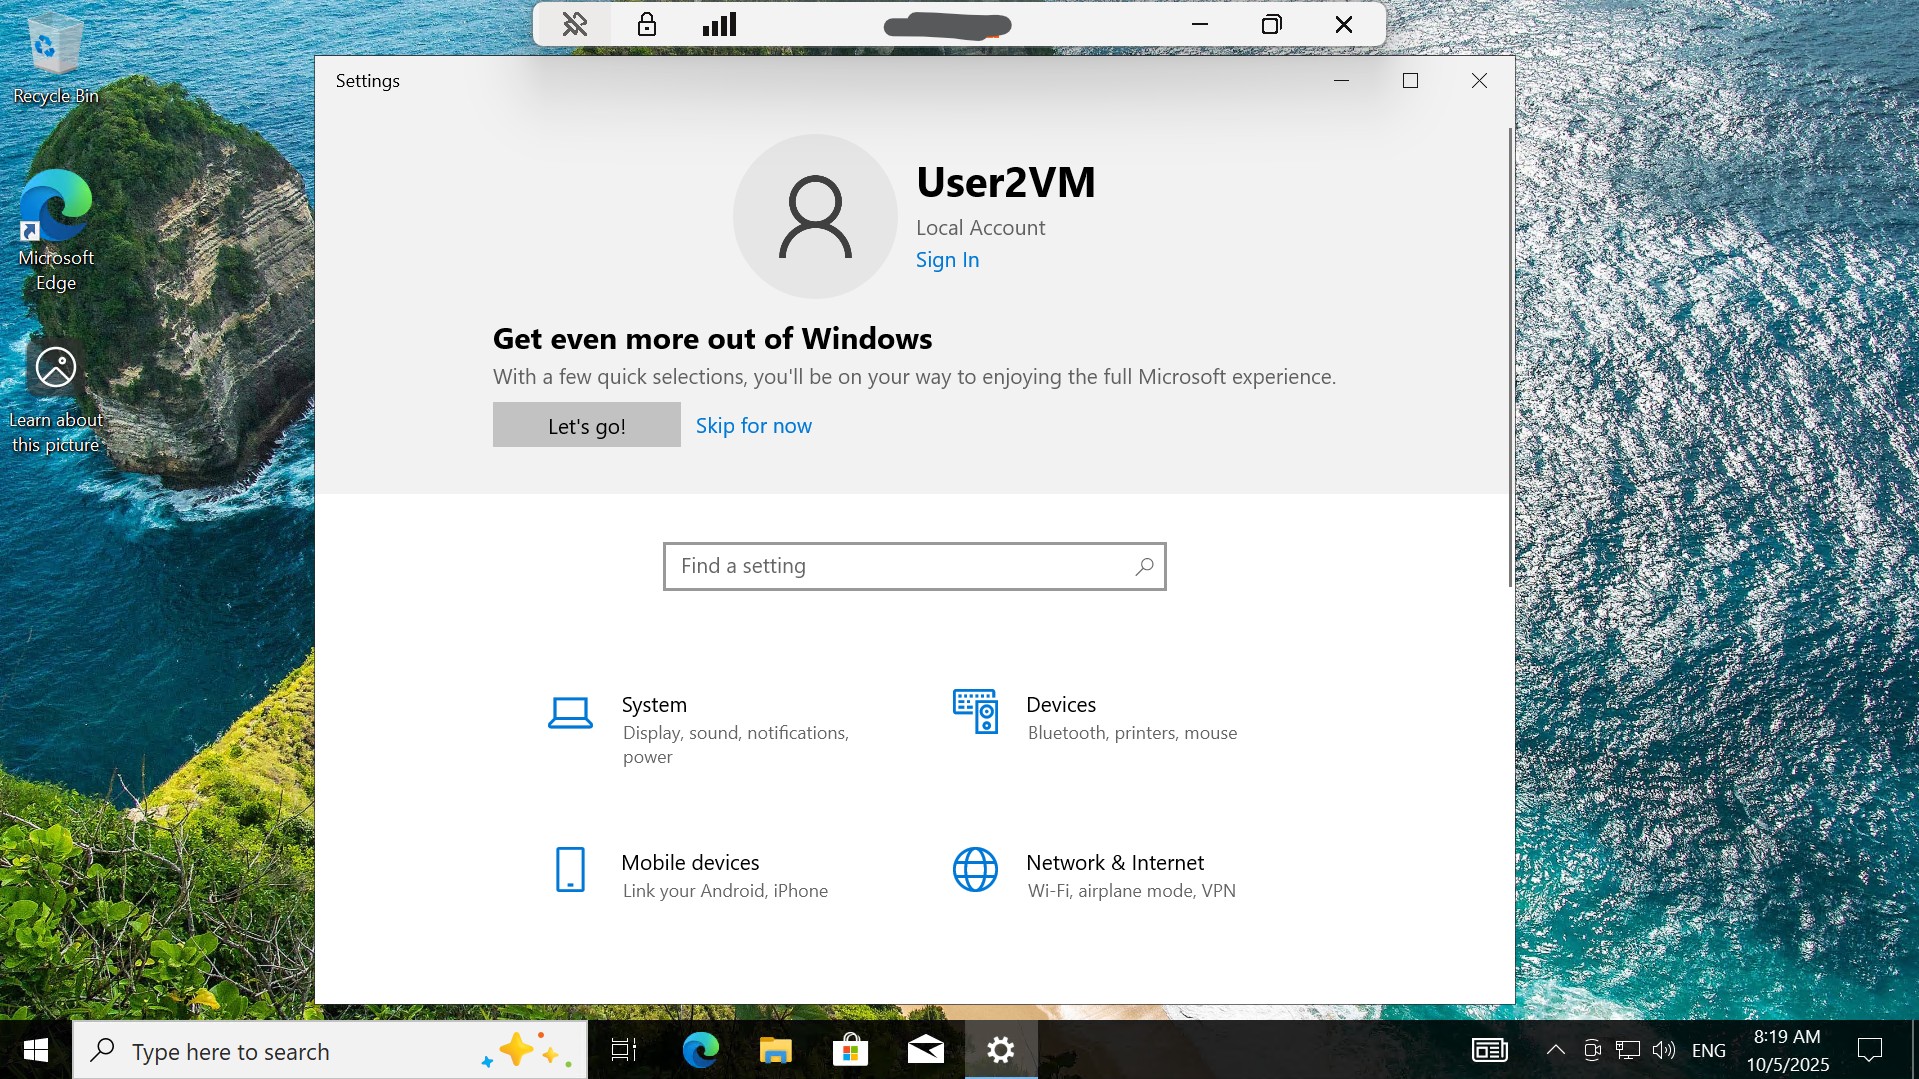 Recycle Bin
Microsoft
Edge
Learn about
this picture
Settings
User2VM
Local Account
Sign In
Get even more out of Windows
With a few quick selections, you'll be on your way to enjoying the full Microsoft experience.
Let's go!
Skip for now
Find a setting
System
Display, sound, notifications,
power
Devices
Bluetooth, printers, mouse
Mobile devices
Link your Android, iPhone
Network & Internet
Wi-Fi, airplane mode, VPN
Type here to search
ENG
8:19 AM
10/5/2025